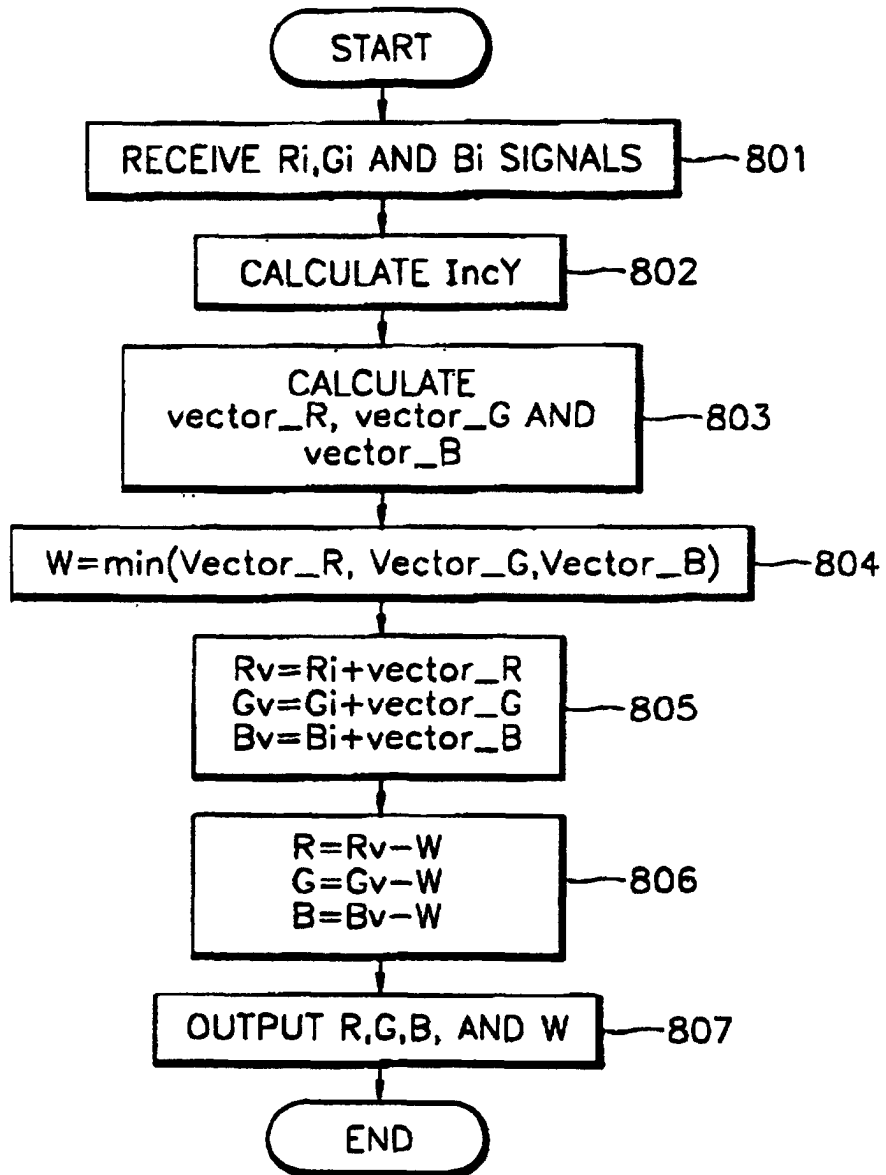 START
RECEIVE Ri,Gi AND Bi SIGNALS
801
CALCULATE IncY
802
CALCULATE
vector_R, vector_G AND
vector_B
803
W=min(Vector_R, Vector_G,Vector_B)
804
Rv=Ri+vector_R
Gv=Gi+vector_G
Bv=Bi+vector_B
805
R=Rv-W
G=Gv-W
B=Bv-W
806
OUTPUT R,G,B, AND W
807
END